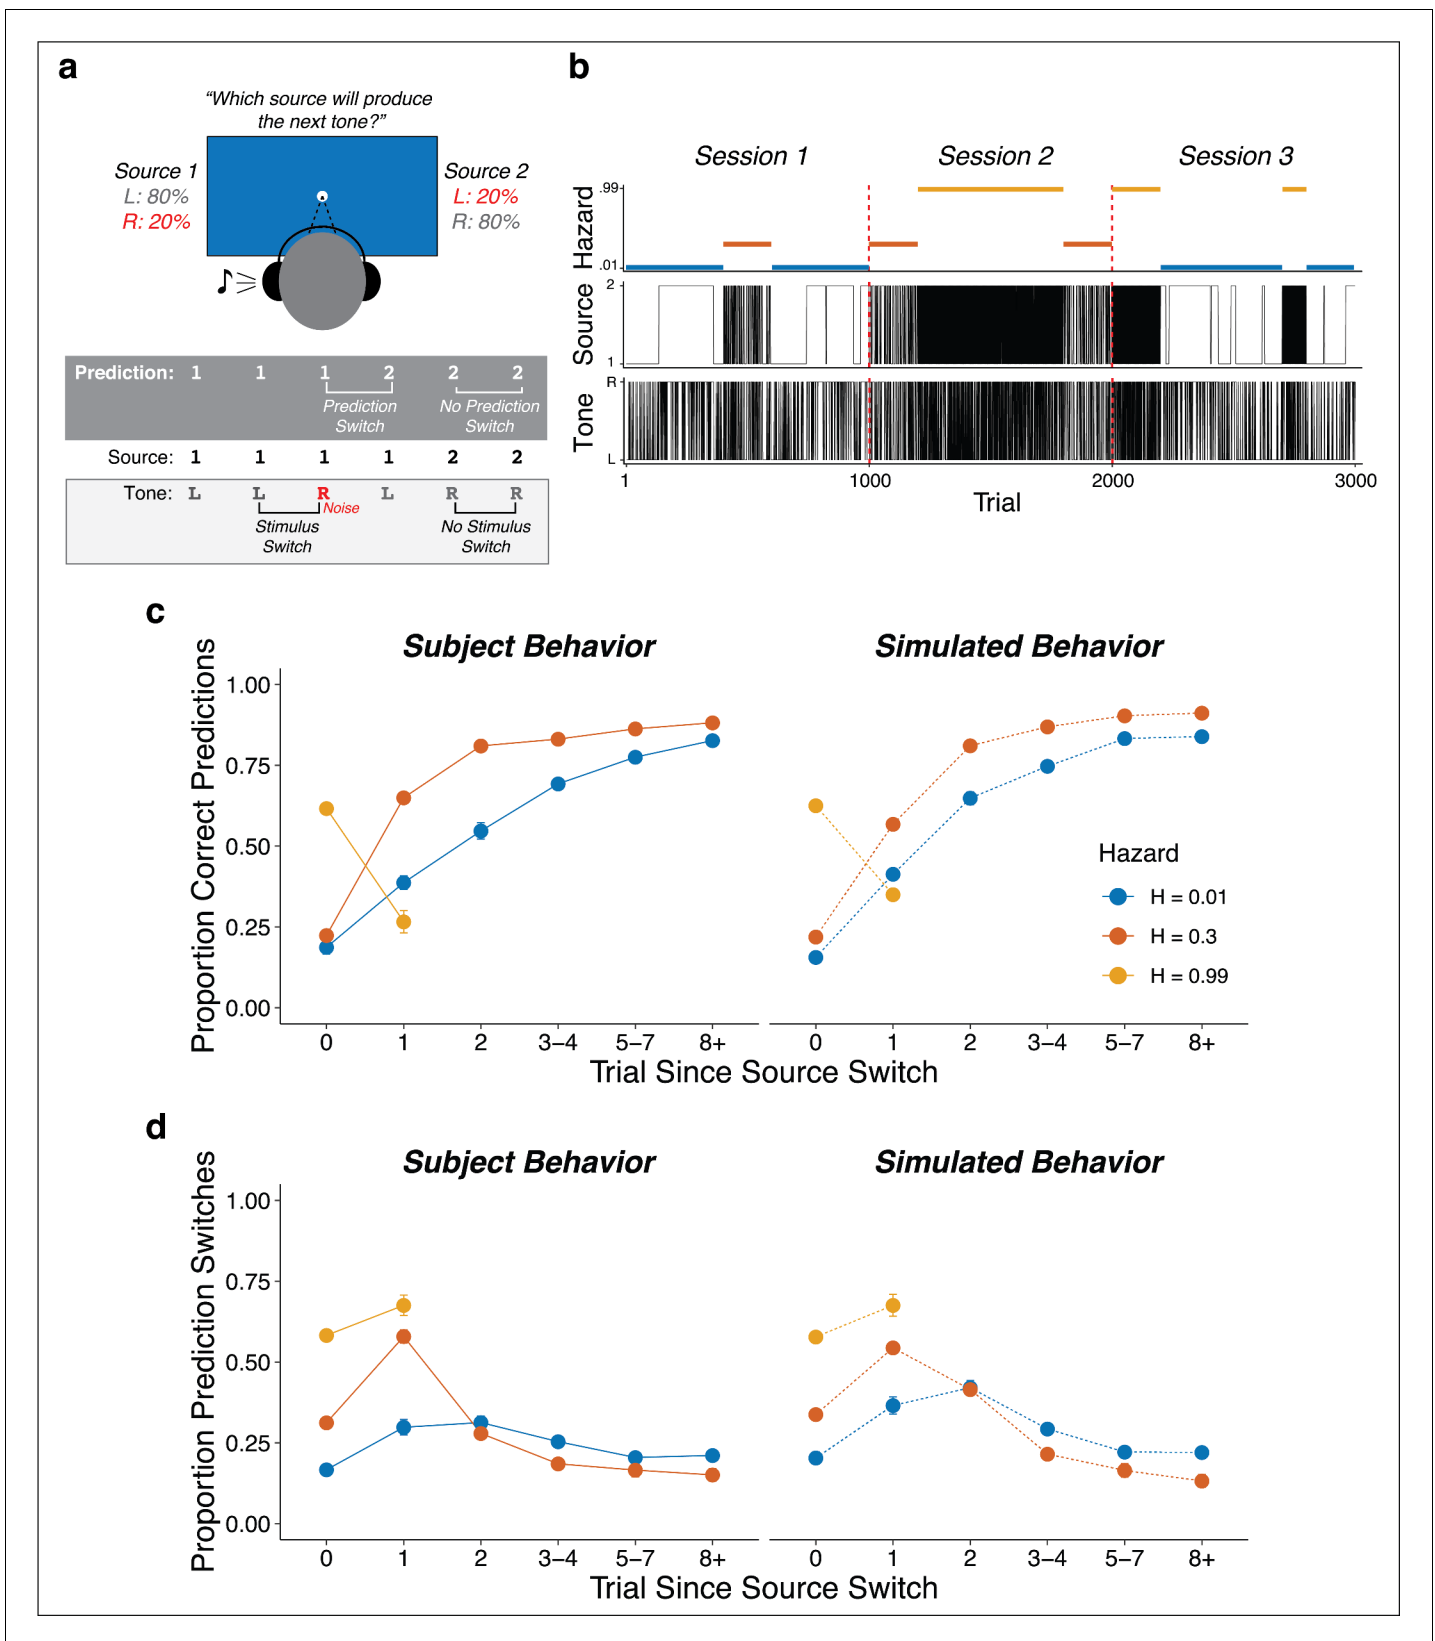 a
“Which source will produce
the next tone?”
Source 1
L: 80%
R: 20%
Source 2
L: 20%
R: 80%
Prediction: 1 1 1 2 2 2
Prediction
Switch
No Prediction
Switch
Source: 1 1 1 1 2 2
Tone: L L R L R R
Noise
Stimulus
Switch
No Stimulus
Switch
b
Session 1 Session 2 Session 3
Hazard
.99
.01
Source
2
1
Tone
R
L
1 1000 2000 3000
Trial
c
Subject Behavior Simulated Behavior
Proportion Correct Predictions
1.00
0.75
0.50
0.25
0.00
Hazard
H = 0.01
H = 0.3
H = 0.99
0 1 2 3–4 5–7 8+ 0 1 2 3–4 5–7 8+
Trial Since Source Switch
d
Subject Behavior Simulated Behavior
Proportion Prediction Switches
1.00
0.75
0.50
0.25
0.00
0 1 2 3–4 5–7 8+ 0 1 2 3–4 5–7 8+
Trial Since Source Switch